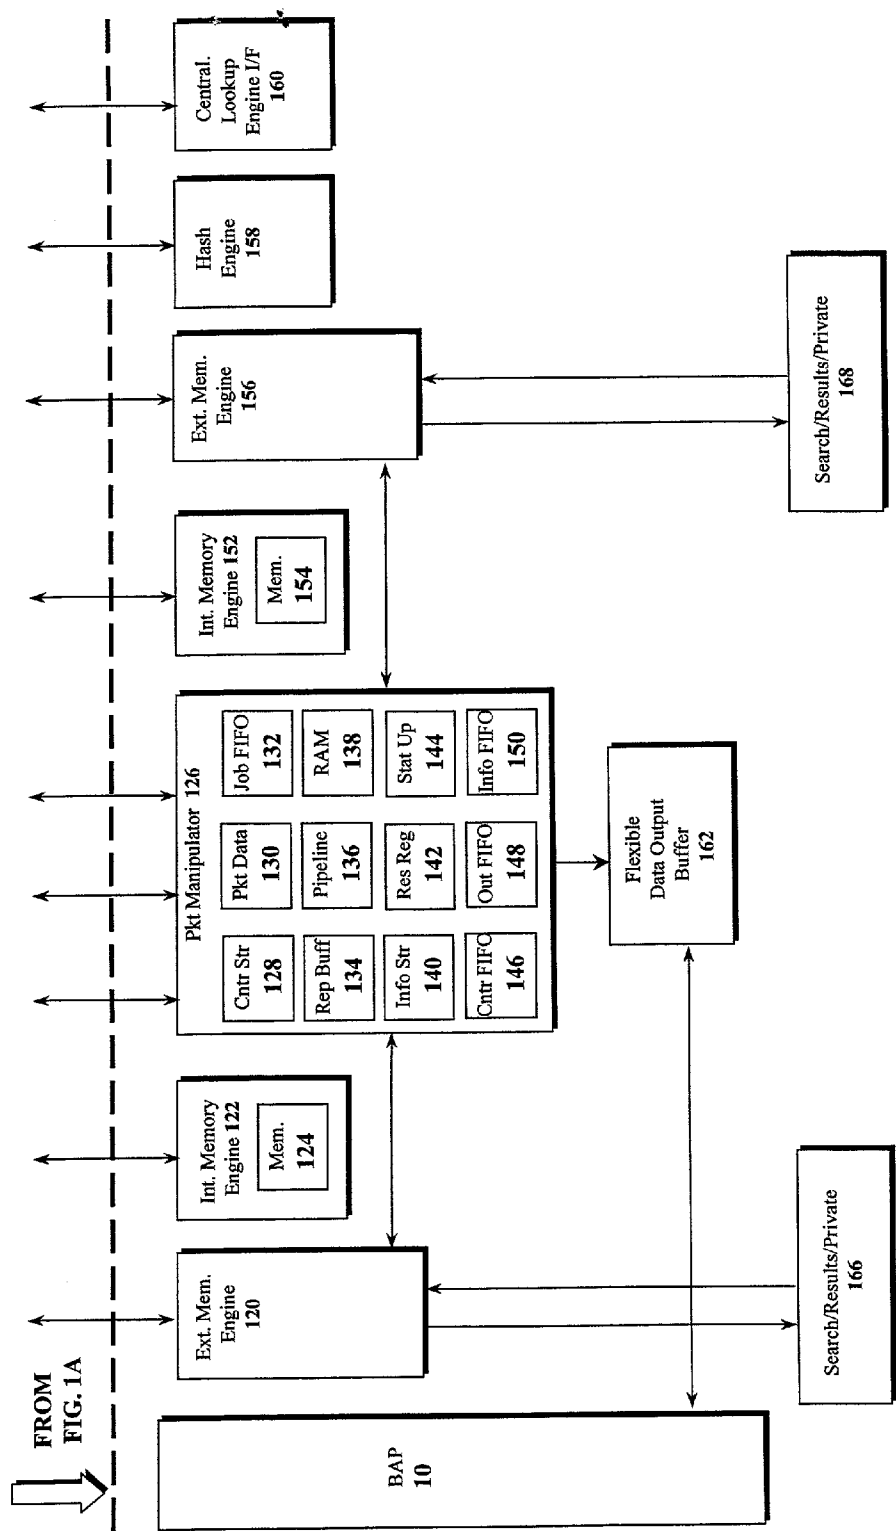 FROM
FIG. 1A
BAP
10
Ext. Mem.
Engine
120
Int. Memory
Engine 122
Mem.
124
Pkt Manipulator 126
Cntr Str
128
Pkt Data
130
Job FIFO
132
Rep Buff
134
Pipeline
136
RAM
138
Info Str
140
Res Reg
142
Stat Up
144
Cntr FIFO
146
Out FIFO
148
Info FIFO
150
Int. Memory
Engine 152
Mem.
154
Ext. Mem.
Engine
156
Hash
Engine
158
Central.
Lookup
Engine I/F
160
Flexible
Data Output
Buffer
162
Search/Results/Private
166
Search/Results/Private
168